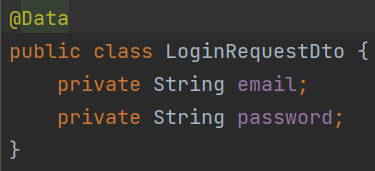 @Data
public class LoginRequestDto {
    private String email;
    private String password;
}